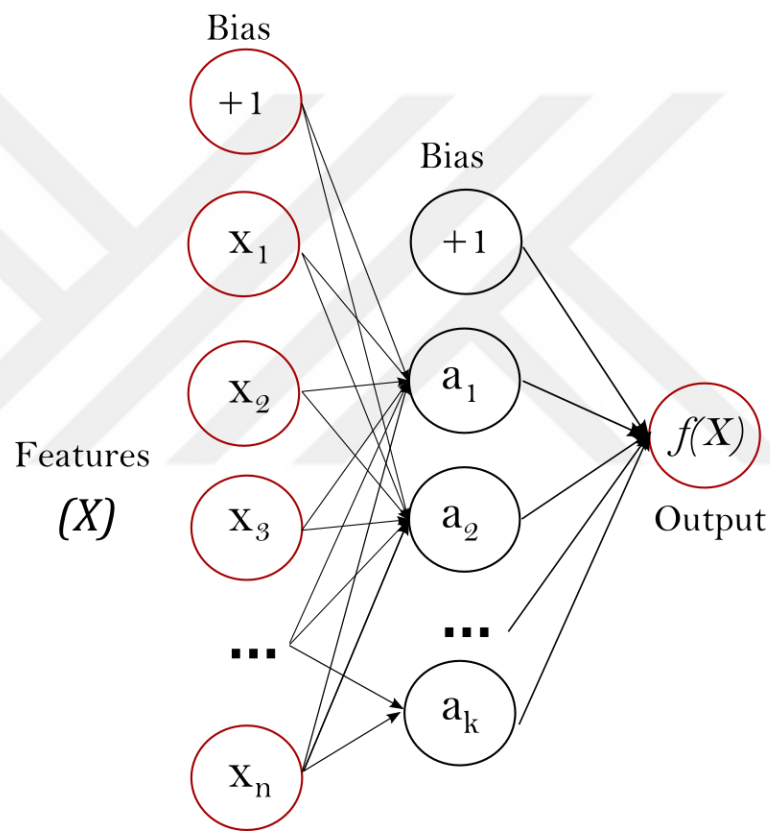 Bias
+1
x₁
x₂
Features
(X)
x₃
...
xₙ
Bias
+1
a₁
a₂
...
aₖ
f(X)
Output